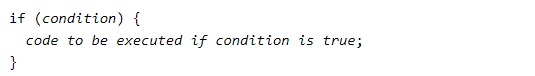 if (condition) {
  code to be executed if condition is true;
}